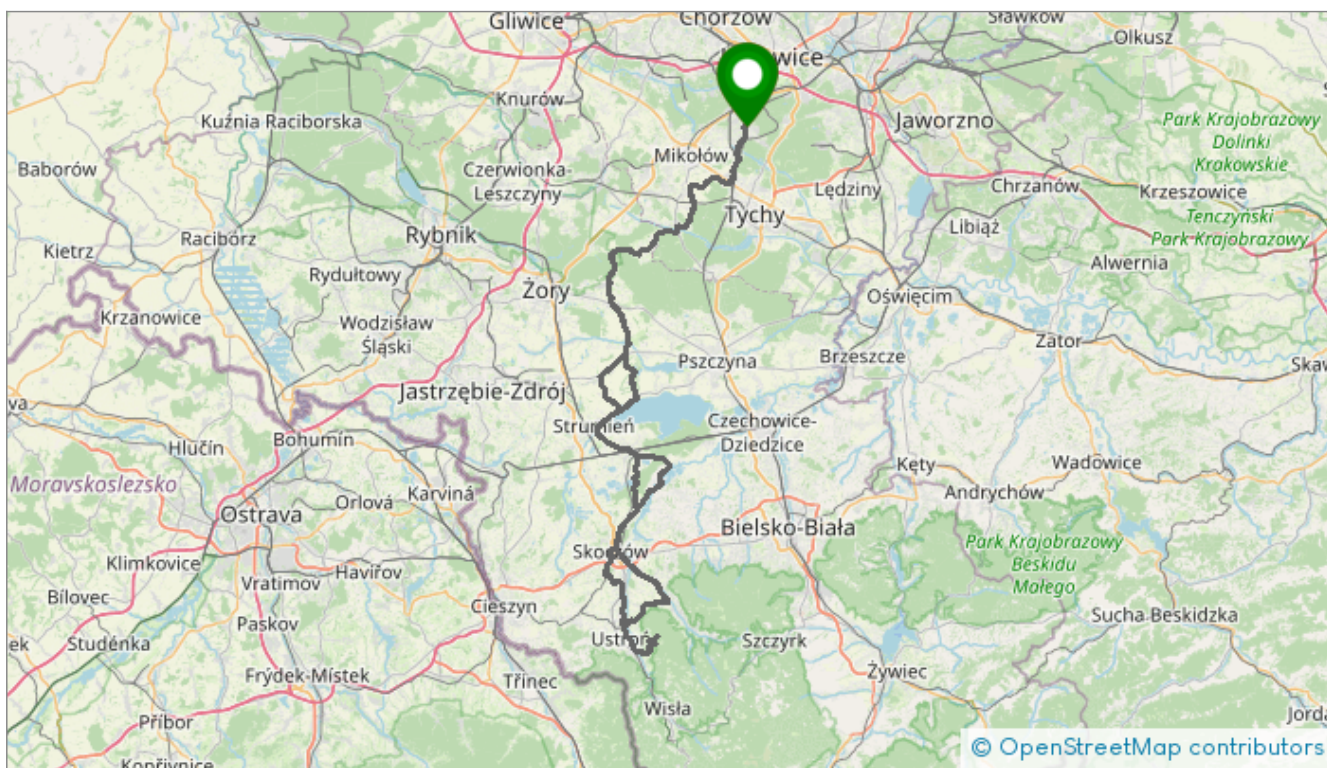 Gliwice
Chorzów
Sławków
Olkusz
Knurów
Kuźnia Raciborska
Jaworzno
Park Krajobrazowy
Dolinki
Krakowskie
Baborów
Mikołów
Czerwionka-
Leszczyny
Lędziny
Chrzanów
Krzeszowice
Tychy
Libiąż
Tenczyński
Park Krajobrazowy
Kietrz
Racibórz
Rybnik
Rydułtowy
Alwernia
Żory
Oświęcim
Krzanowice
Wodzisław
Śląski
Zator
Pszczyna
Brzeszcze
Jastrzębie-Zdrój
Strumień
Czechowice-
Dziedzice
Bohumín
Hlučín
Kęty
Wadowice
Moravskoslezsko
Orlová
Karviná
Andrychów
Ostrava
Bielsko-Biała
Park Krajobrazowy
Beskidu
Małego
Klimkovice
Havířov
Vratimov
Bílovec
Cieszyn
Sucha Beskidzka
Paskov
Studénka
Szczyrk
Frýdek-Místek
Třinec
Żywiec
Wisła
Příbor
Kopřivnice
© OpenStreetMap contributors